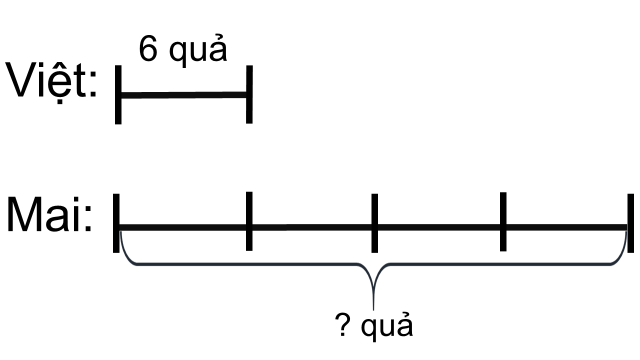 6 quả
Việt:
Mai:
? quả